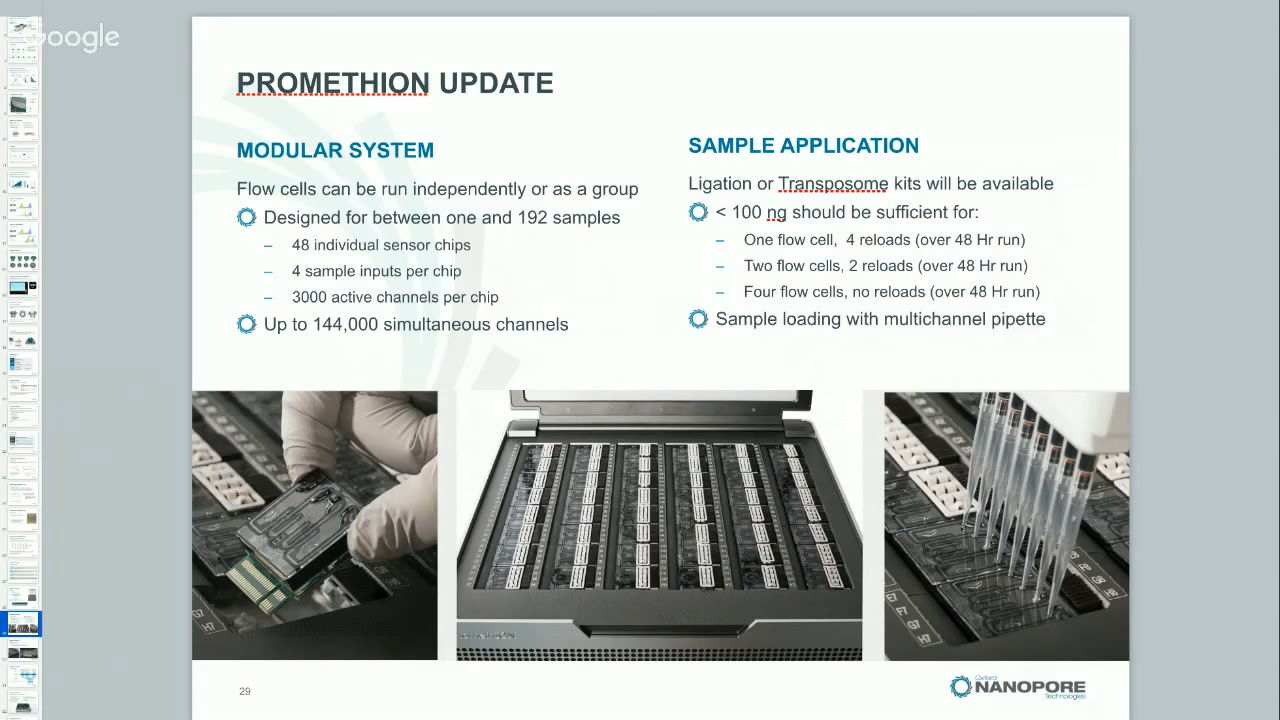 Google
PROMETHION UPDATE
MODULAR SYSTEM
Flow cells can be run independently or as a group
Designed for between one and 192 samples
– 48 individual sensor chips
– 4 sample inputs per chip
– 3000 active channels per chip
Up to 144,000 simultaneous channels
SAMPLE APPLICATION
Ligation or Transposome kits will be available
< 100 ng should be sufficient for:
– One flow cell, 4 reloads (over 48 Hr run)
– Two flow cells, 2 reloads (over 48 Hr run)
– Four flow cells, no reloads (over 48 Hr run)
Sample loading with multichannel pipette
29
Oxford
NANOPORE
Technologies